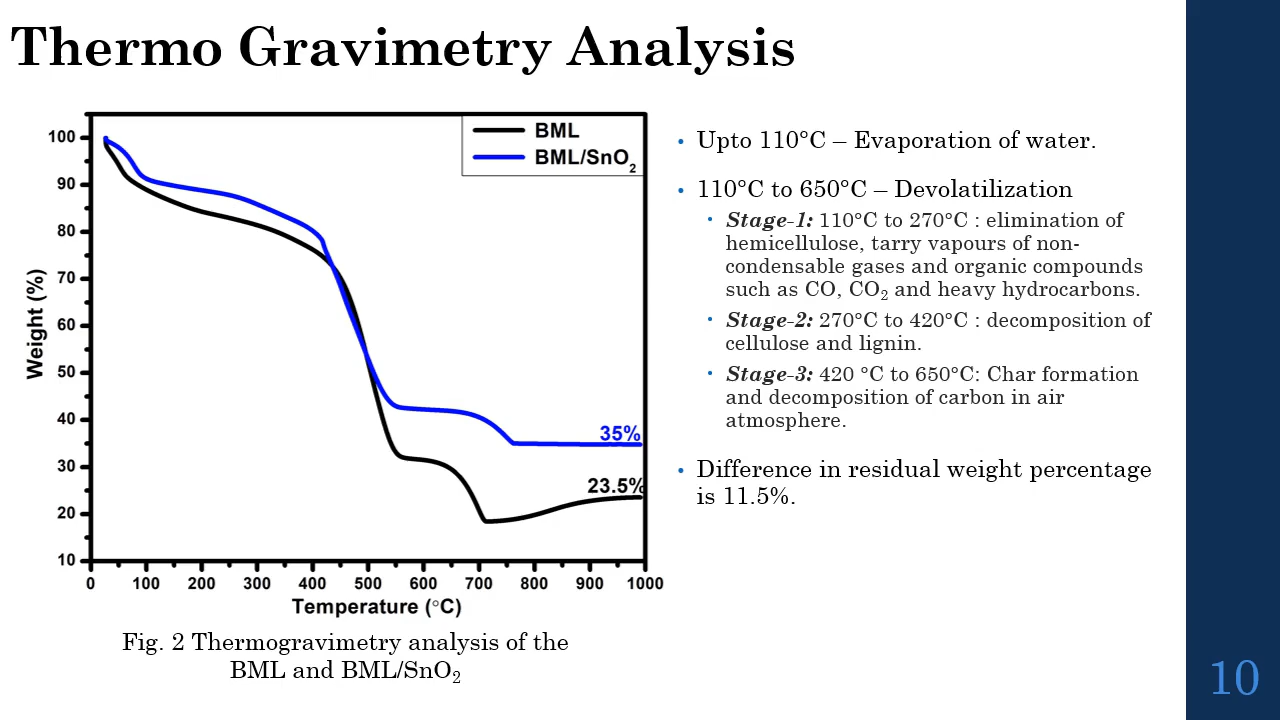 Thermo Gravimetry Analysis
BML
BML/SnO₂
100
90
80
70
60
50
40
30
20
10
Weight (%)
35%
23.5%
0 100 200 300 400 500 600 700 800 900 1000
Temperature (°C)
Fig. 2 Thermogravimetry analysis of the
BML and BML/SnO₂
• Upto 110°C – Evaporation of water.
• 110°C to 650°C – Devolatilization
• Stage-1: 110°C to 270°C : elimination of
hemicellulose, tarry vapours of non-
condensable gases and organic compounds
such as CO, CO₂ and heavy hydrocarbons.
• Stage-2: 270°C to 420°C : decomposition of
cellulose and lignin.
• Stage-3: 420 °C to 650°C: Char formation
and decomposition of carbon in air
atmosphere.
• Difference in residual weight percentage
is 11.5%.
10